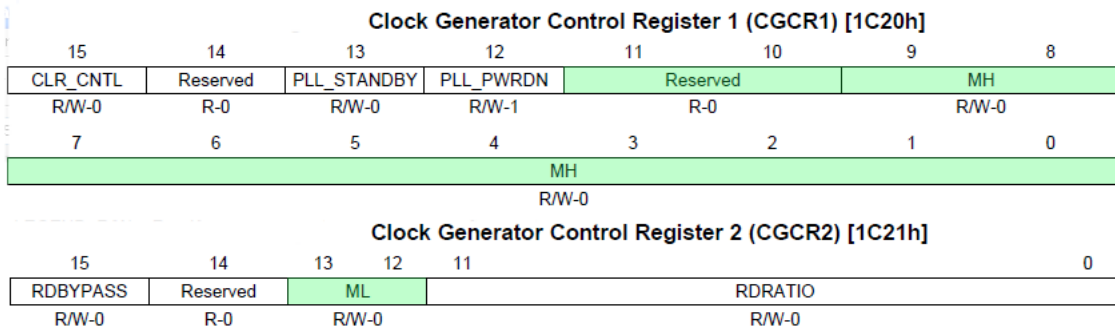 Clock Generator Control Register 1 (CGCR1) [1C20h]
15 14 13 12 11 10 9 8
CLR_CNTL Reserved PLL_STANDBY PLL_PWRDN Reserved MH
R/W-0 R-0 R/W-0 R/W-1 R-0 R/W-0
7 6 5 4 3 2 1 0
MH
R/W-0
Clock Generator Control Register 2 (CGCR2) [1C21h]
15 14 13 12 11 0
RDBYPASS Reserved ML RDRATIO
R/W-0 R-0 R/W-0 R/W-0